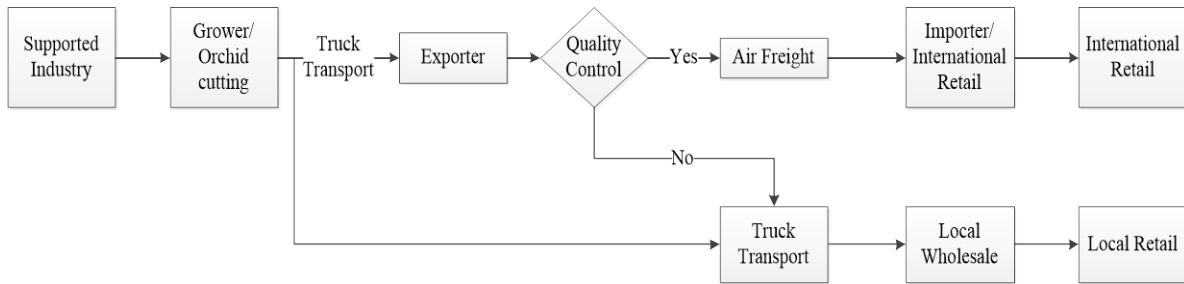 Supported
Industry
Grower/
Orchid
cutting
Truck
Transport
Exporter
Quality
Control
Yes
Air Freight
Importer/
International
Retail
International
Retail
No
Truck
Transport
Local
Wholesale
Local Retail